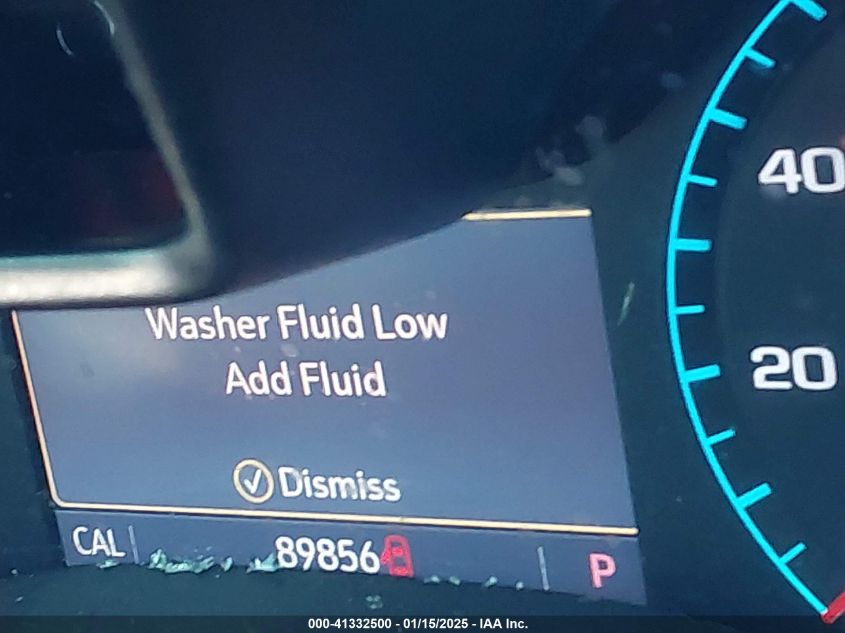 40
Washer Fluid Low
Add Fluid
20
Dismiss
CAL 89856 P
000-41332500 - 01/15/2025 - IAA Inc.